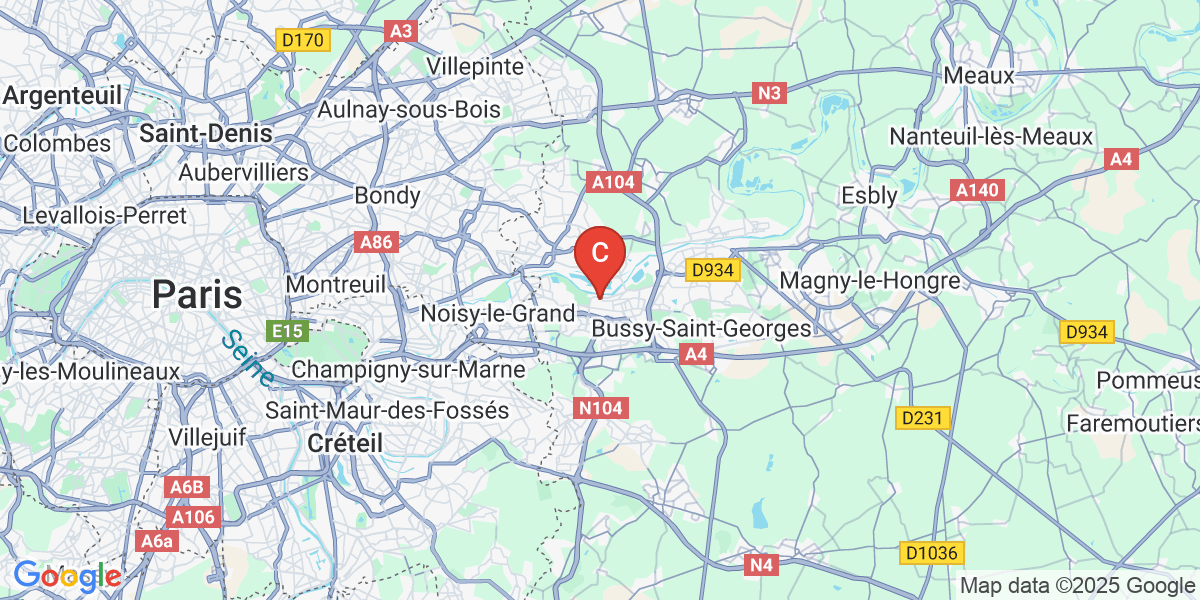 D170
A3
Villepinte
Meaux
Argenteuil
N3
Aulnay-sous-Bois
Saint-Denis
Nanteuil-lès-Meaux
Colombes
A4
Aubervilliers
A104
A140
Bondy
Esbly
Levallois-Perret
A86
C
D934
Montreuil
Magny-le-Hongre
Paris
Noisy-le-Grand
E15
Bussy-Saint-Georges
D934
Seine
A4
y-les-Moulineaux
Champigny-sur-Marne
Pommeus
Saint-Maur-des-Fossés
N104
D231
Faremoutiers
Villejuif
Créteil
A6B
A106
A6a
D1036
N4
Google
Map data ©2025 Google